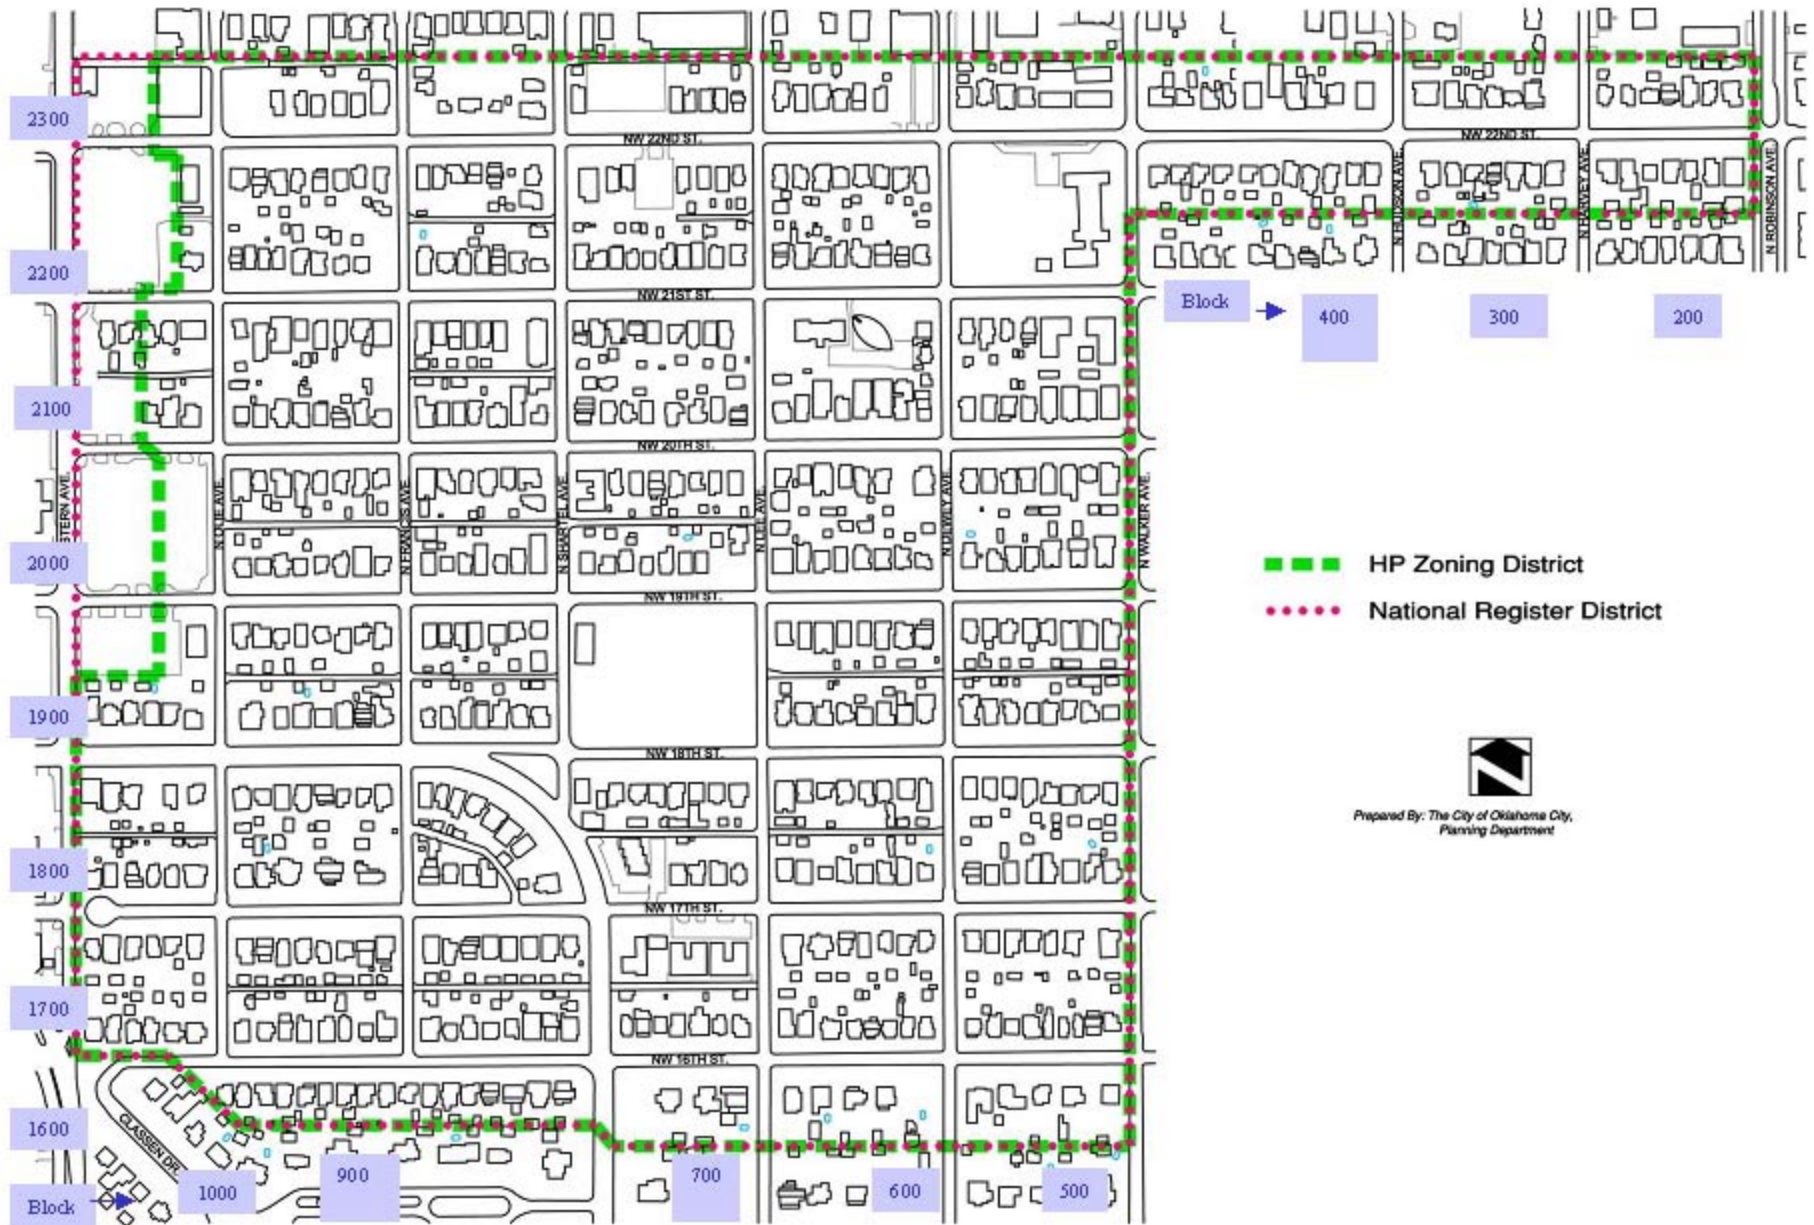 2300
NW 22ND ST.
NW 22ND ST.
N HUDSON AVE.
N HARVEY AVE.
N ROBINSON AVE.
2200
NW 21ST ST.
Block
400
300
200
2100
NW 20TH ST.
STERN AVE.
N OLIE AVE.
N FRANCIS AVE.
N SHARTEL AVE.
N LEE AVE.
N DEWEY AVE.
N WALKER AVE.
2000
HP Zoning District
NW 19TH ST.
National Register District
1900
NW 18TH ST.
Prepared By: The City of Oklahoma City,
Planning Department
1800
NW 17TH ST.
1700
NW 16TH ST.
1600
CLASSEN DR.
Block
1000
900
700
600
500